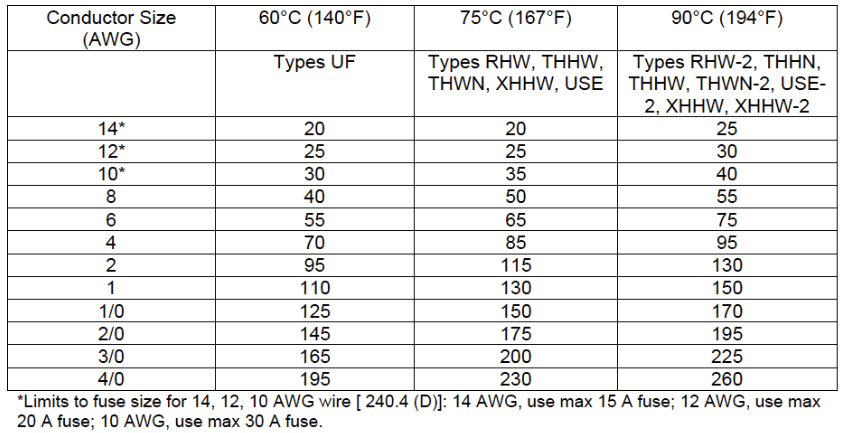 Conductor Size (AWG) 60°C (140°F) 75°C (167°F) 90°C (194°F)
Types UF Types RHW, THHW, THWN, XHHW, USE Types RHW-2, THHN, THHW, THWN-2, USE-2, XHHW, XHHW-2
14* 20 20 25
12* 25 25 30
10* 30 35 40
8 40 50 55
6 55 65 75
4 70 85 95
2 95 115 130
1 110 130 150
1/0 125 150 170
2/0 145 175 195
3/0 165 200 225
4/0 195 230 260
*Limits to fuse size for 14, 12, 10 AWG wire [ 240.4 (D)]: 14 AWG, use max 15 A fuse; 12 AWG, use max
20 A fuse; 10 AWG, use max 30 A fuse.